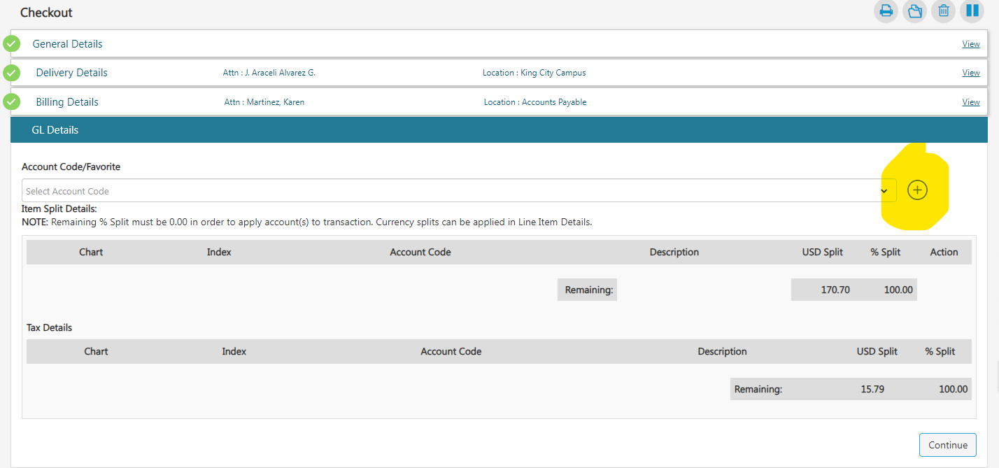 Checkout
General Details View
Delivery Details Attn : J. Araceli Alvarez G. Location : King City Campus View
Billing Details Attn : Martinez, Karen Location : Accounts Payable View
GL Details
Account Code/Favorite
Select Account Code
Item Split Details:
NOTE: Remaining % Split must be 0.00 in order to apply account(s) to transaction. Currency splits can be applied in Line Item Details.
Chart Index Account Code Description USD Split % Split Action
Remaining: 170.70 100.00
Tax Details
Chart Index Account Code Description USD Split % Split
Remaining: 15.79 100.00
Continue